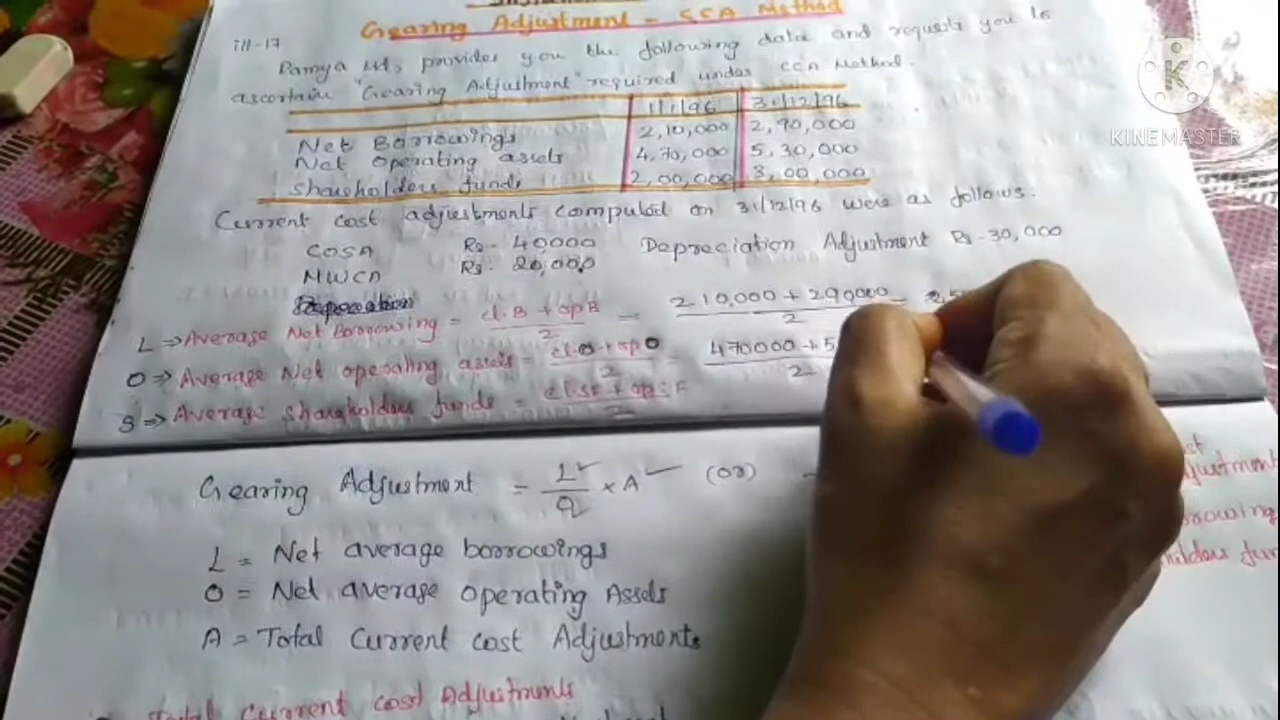 Gearing Adjustment - CCA Method
ill-17
Ramya Ltd, provides you the following data and requests you to
ascertain "Gearing Adjustment" required under CCA Method.
1/1/96 31/12/96
Net Borrowings 2,10,000 2,90,000
Net operating assets 4,70,000 5,30,000
Shareholders funds 2,00,000 3,00,000
Current cost adjustments computed on 31/12/96 were as follows.
COSA Rs. 40000 Depreciation Adjustment Rs. 30,000
MWCA Rs. 20,000
L ⇒ Average Net Borrowing = cl.B + op B / 2 210,000 + 290000 / 2
O ⇒ Average Net operating assets = cl.O + op O / 2 = 470000 + 5
S ⇒ Average Shareholders funds = cl.SF + op.SF / 2
Gearing Adjustment = L / O × A (OR)
L = Net average borrowings
O = Net average operating Assets
A = Total Current cost Adjustments
Total Current cost Adjustments
KINEMASTER